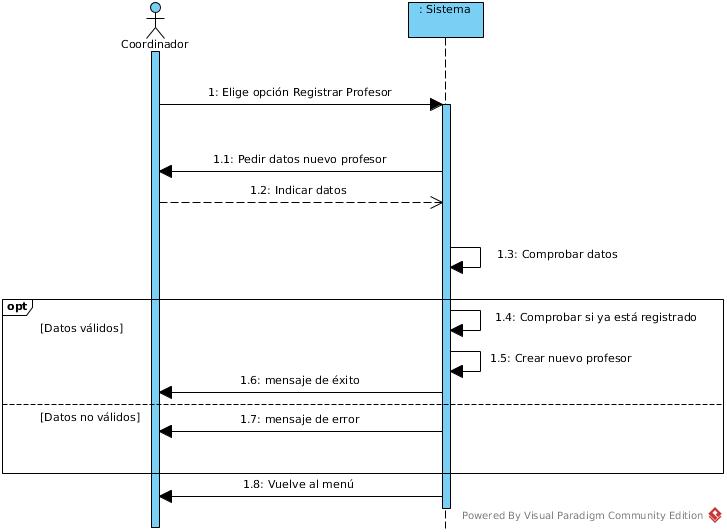 Coordinador
: Sistema
1: Elige opción Registrar Profesor
1.1: Pedir datos nuevo profesor
1.2: Indicar datos
1.3: Comprobar datos
opt
[Datos válidos]
1.4: Comprobar si ya está registrado
1.5: Crear nuevo profesor
1.6: mensaje de éxito
[Datos no válidos]
1.7: mensaje de error
1.8: Vuelve al menú
Powered By Visual Paradigm Community Edition